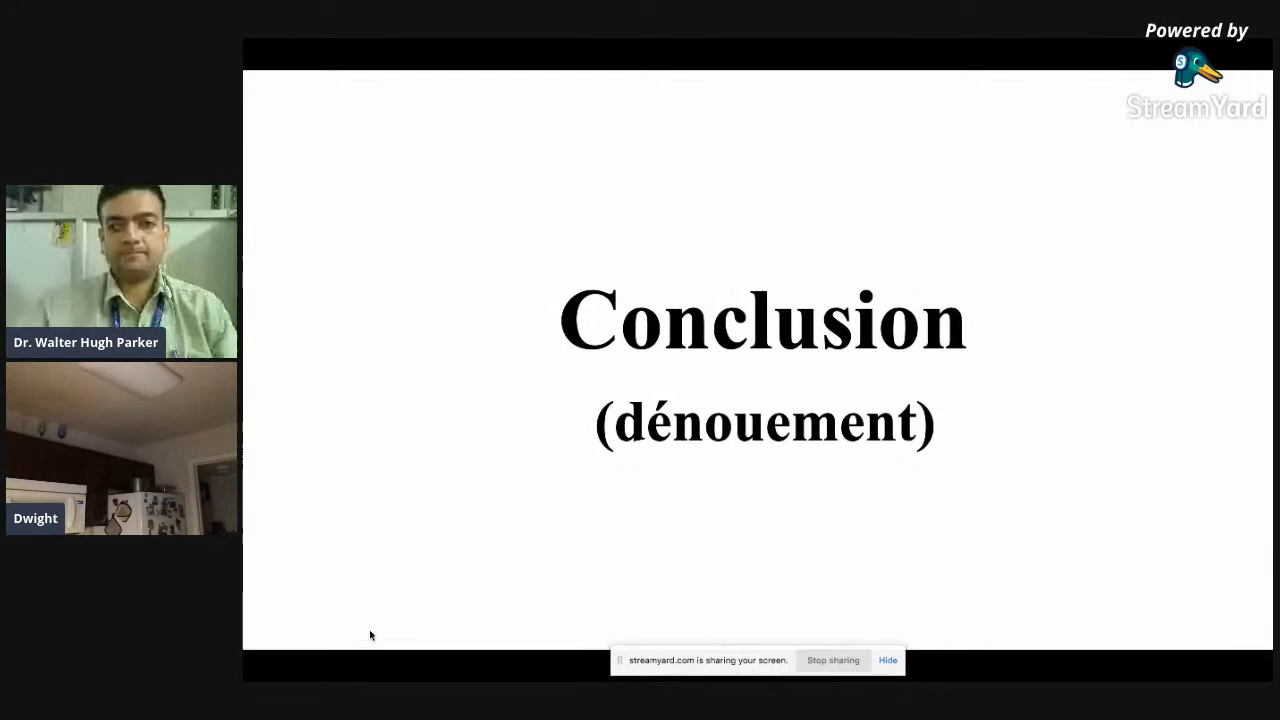 Powered by
StreamYard
Dr. Walter Hugh Parker
Dwight
Conclusion
(dénouement)
streamyard.com is sharing your screen.
Stop sharing
Hide